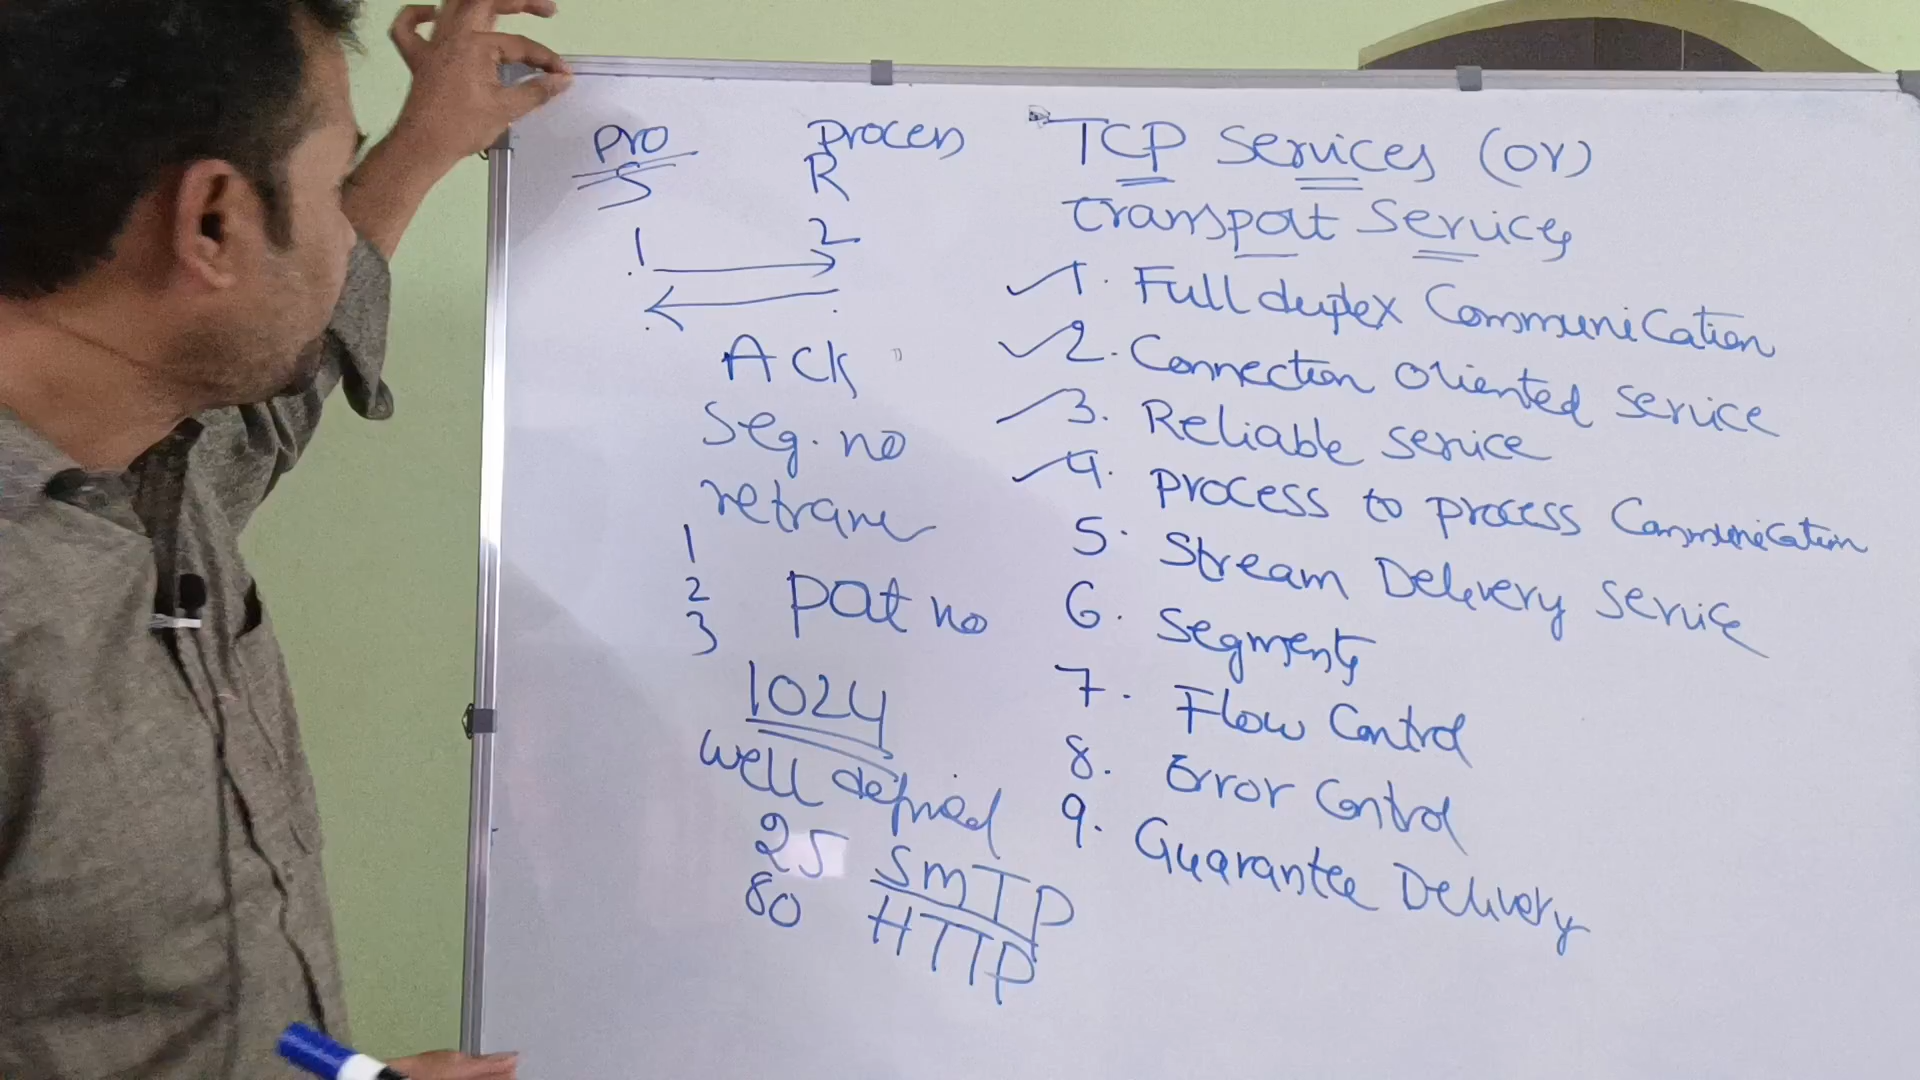 pro Process
S R
1 2
Ack
Seg. no
retrans
1
2 Port no
3
1024
well defined
25 SMTP
80 HTTP
TCP Services (or)
Transport Services
1. Full duplex Communication
2. Connection oriented service
3. Reliable service
4. Process to process Communication
5. Stream Delivery Service
6. Segments
7. Flow Control
8. Error Control
9. Guarantee Delivery